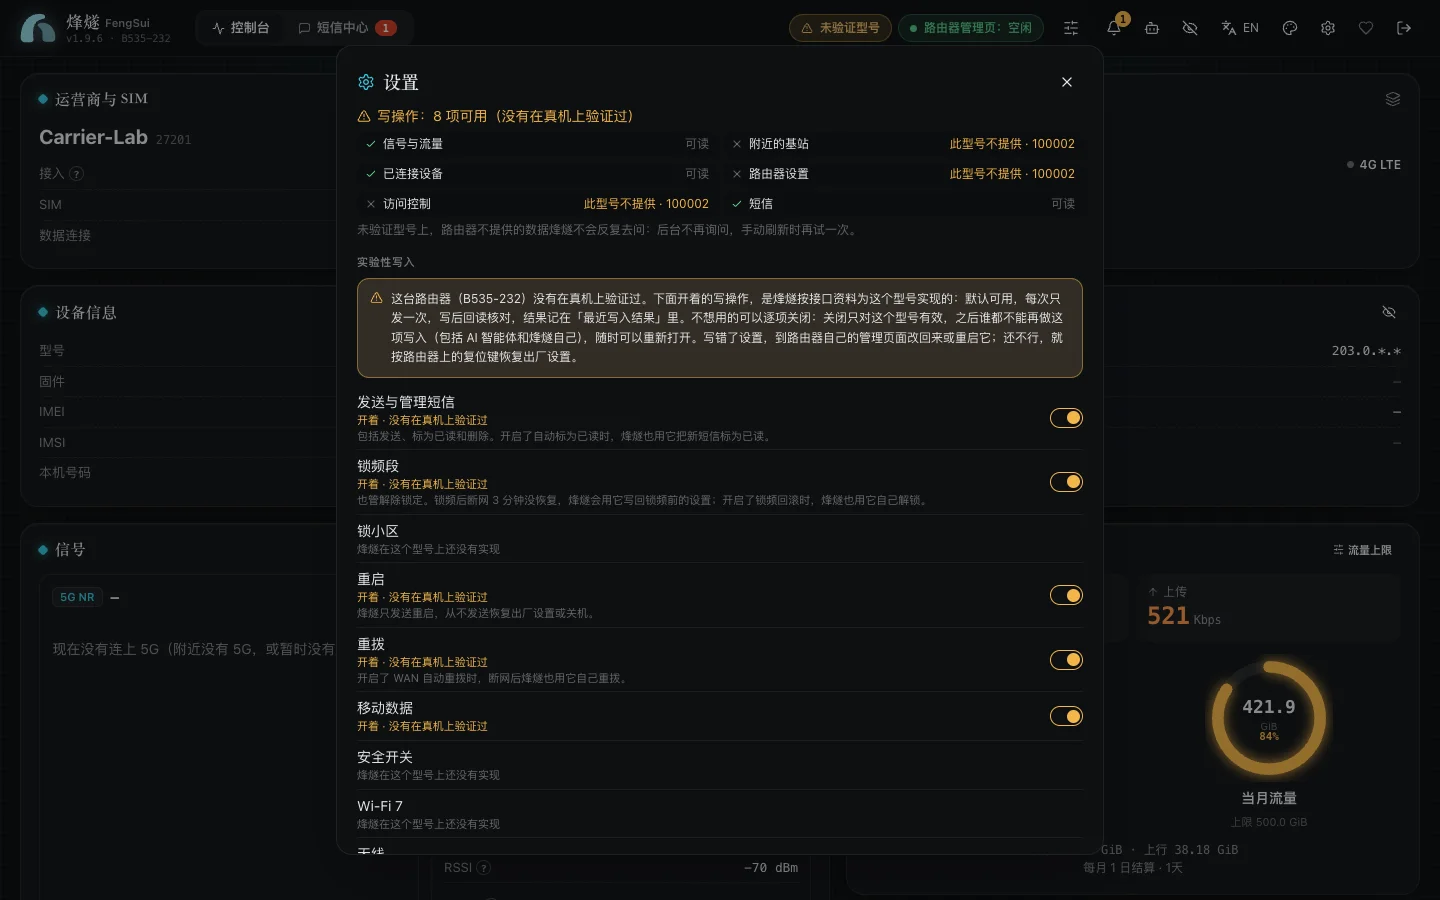 烽燧 FengSui
v1.9.6 · B535-232
控制台
短信中心 1
未验证型号
路由器管理页：空闲
1
EN
运营商与 SIM
Carrier-Lab 27201
接入 ?
SIM
数据连接
4G LTE
设备信息
型号
固件
IMEI
IMSI
本机号码
203.0.*.*
—
—
—
信号
5G NR —
现在没有连上 5G（附近没有 5G，或暂时没有
RSSI ?
-70 dBm
流量上限
↑ 上传
521 Kbps
421.9
GiB
84%
当月流量
上限 500.0 GiB
GiB · 上行 38.18 GiB
每月 1 日结算 · 1天
设置
写操作：8 项可用（没有在真机上验证过）
信号与流量 可读
附近的基站 此型号不提供 · 100002
已连接设备 可读
路由器设置 此型号不提供 · 100002
访问控制 此型号不提供 · 100002
短信 可读
未验证型号上，路由器不提供的数据烽燧不会反复去问：后台不再询问，手动刷新时再试一次。
实验性写入
这台路由器（B535-232）没有在真机上验证过。下面开着的写操作，是烽燧按接口资料为这个型号实现的：默认可用，每次只
发一次，写后回读核对，结果记在「最近写入结果」里。不想用的可以逐项关闭：关闭只对这个型号有效，之后谁都不能再做这
项写入（包括 AI 智能体和烽燧自己），随时可以重新打开。写错了设置，到路由器自己的管理页面改回来或重启它；还不行，就
按路由器上的复位键恢复出厂设置。
发送与管理短信
开着 · 没有在真机上验证过
包括发送、标为已读和删除。开启了自动标为已读时，烽燧也用它把新短信标为已读。
锁频段
开着 · 没有在真机上验证过
也管解除锁定。锁频后断网 3 分钟没恢复，烽燧会用它写回锁频前的设置；开启了锁频回滚时，烽燧也用它自己解锁。
锁小区
烽燧在这个型号上还没有实现
重启
开着 · 没有在真机上验证过
烽燧只发送重启，从不发送恢复出厂设置或关机。
重拨
开着 · 没有在真机上验证过
开启了 WAN 自动重拨时，断网后烽燧也用它自己重拨。
移动数据
开着 · 没有在真机上验证过
安全开关
烽燧在这个型号上还没有实现
Wi-Fi 7
烽燧在这个型号上还没有实现
天线